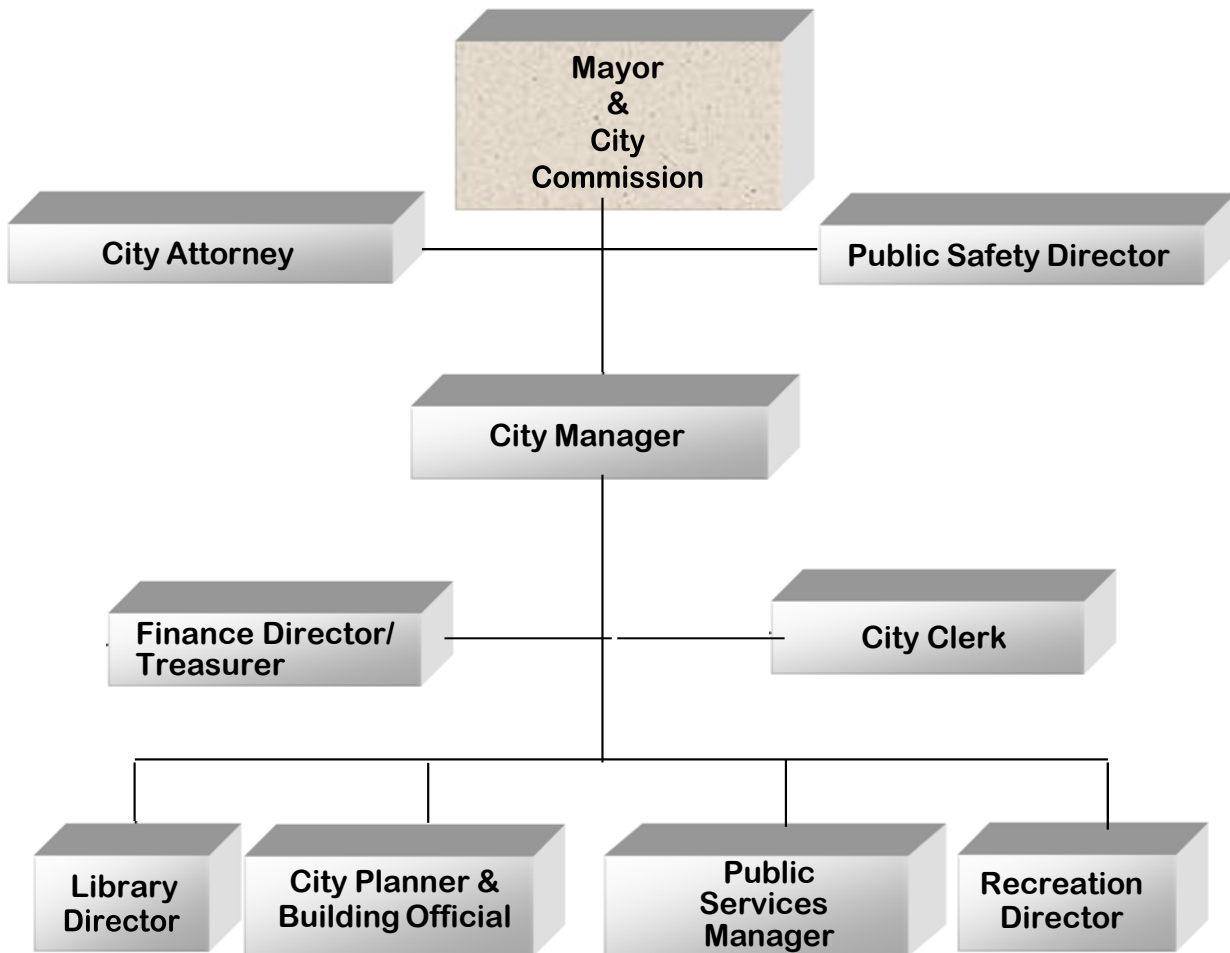 Mayor
&
City
Commission
City Attorney
Public Safety Director
City Manager
Finance Director/
Treasurer
City Clerk
Library
Director
City Planner &
Building Official
Public
Services
Manager
Recreation
Director